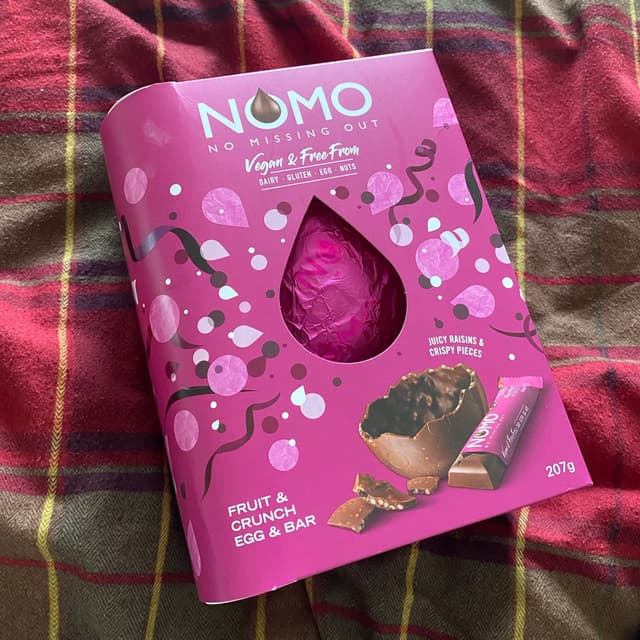 NOMO
NO MISSING OUT
Vegan & Free From
DAIRY · GLUTEN · EGG · NUTS
JUICY RAISINS &
CRISPY PIECES
NOMO
FRUIT &
CRUNCH
EGG & BAR
207g